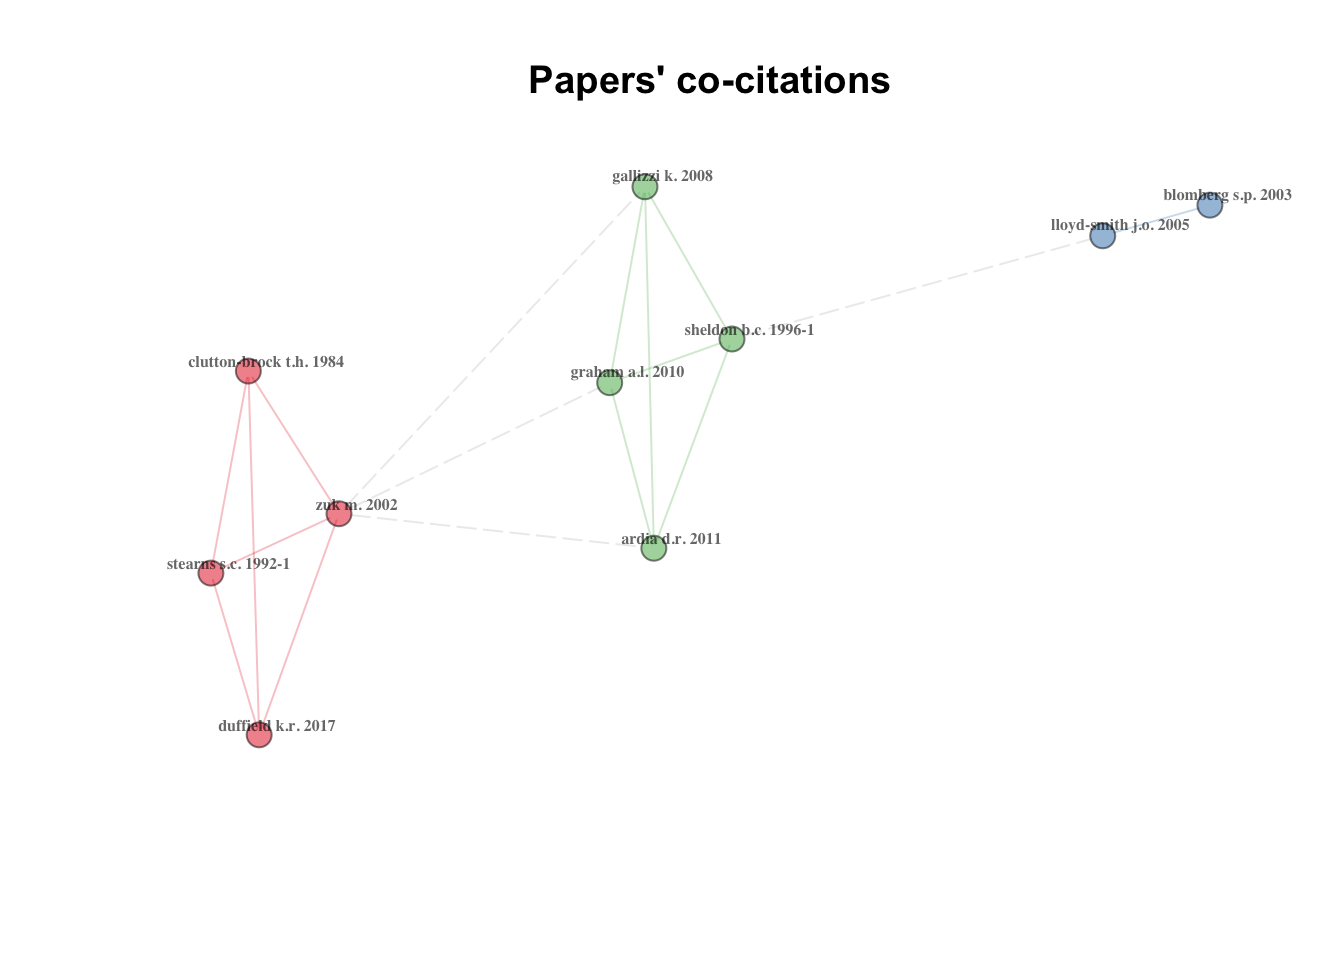 Papers' co-citations
gallizzi k. 2008
blomberg s.p. 2003
lloyd-smith j.o. 2005
sheldon b.c. 1996-1
clutton-brock t.h. 1984
graham a.l. 2010
zuk m. 2002
ardia d.r. 2011
stearns s.c. 1992-1
duffield k.r. 2017